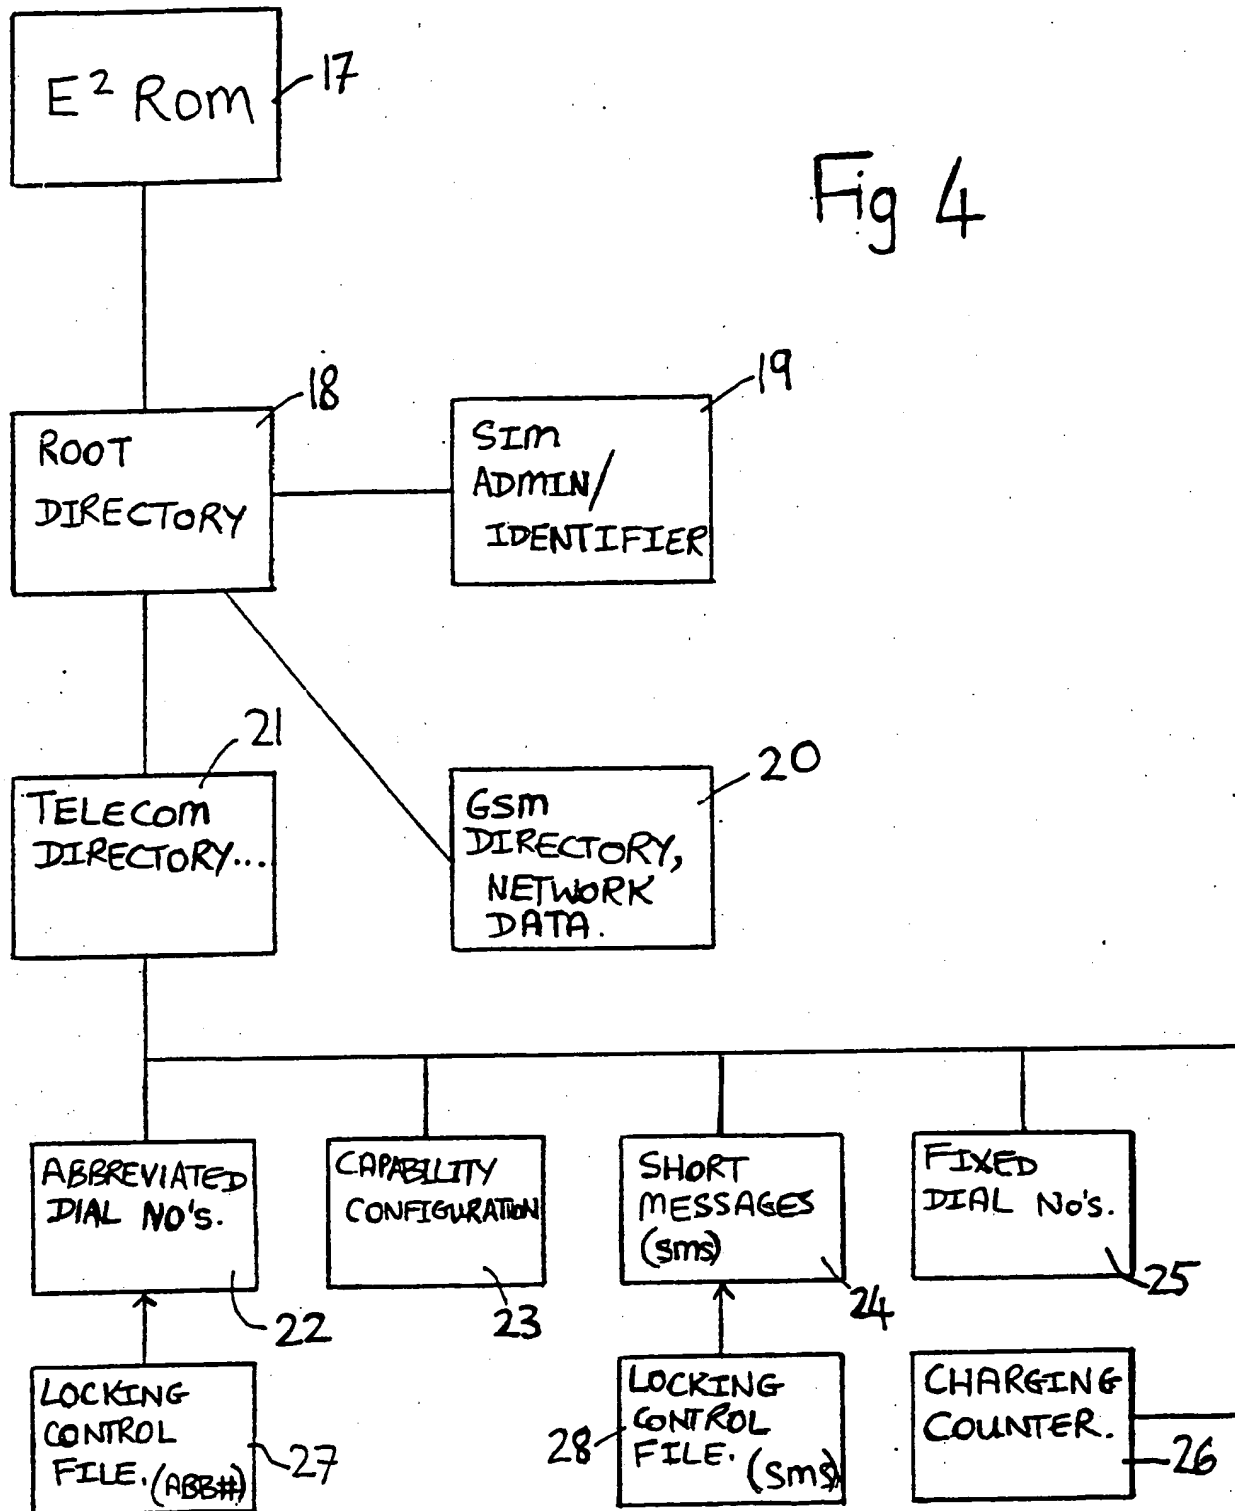 E² ROM
17
Fig 4
18
ROOT
DIRECTORY
19
SIM
ADMIN/
IDENTIFIER
21
TELECOM
DIRECTORY...
20
GSM
DIRECTORY,
NETWORK
DATA.
ABBREVIATED
DIAL NO'S.
22
CAPABILITY
CONFIGURATION
23
SHORT
MESSAGES
(SMS)
24
FIXED
DIAL NO'S.
25
LOCKING
CONTROL
FILE. (ABB#)
27
LOCKING
CONTROL
FILE. (SMS)
28
CHARGING
COUNTER.
26